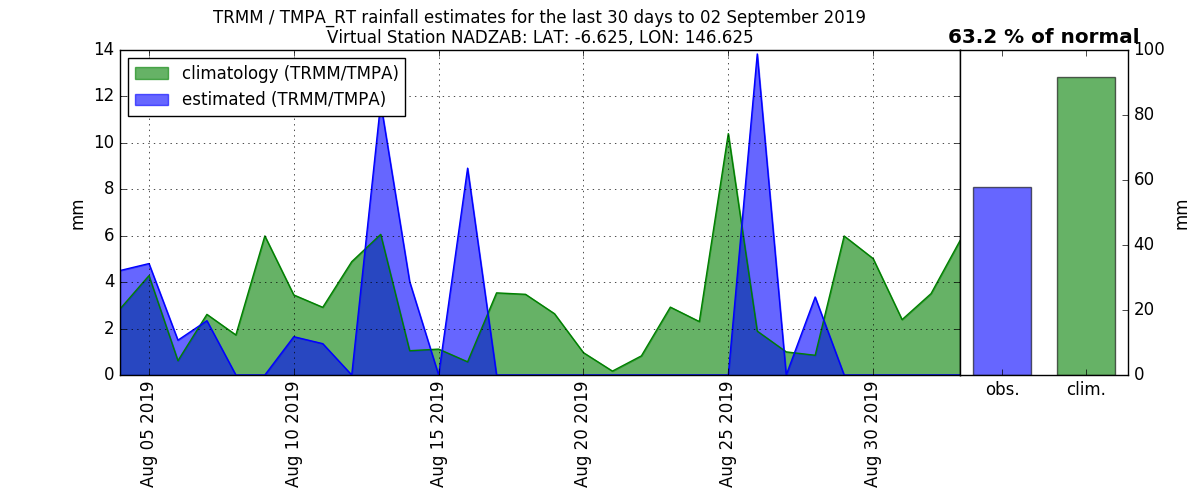 TRMM / TMPA_RT rainfall estimates for the last 30 days to 02 September 2019
Virtual Station NADZAB: LAT: -6.625, LON: 146.625
63.2 % of normal
climatology (TRMM/TMPA)
estimated (TRMM/TMPA)
14
12
10
8
6
4
2
0
mm
100
80
60
40
20
0
mm
Aug 05 2019
Aug 10 2019
Aug 15 2019
Aug 20 2019
Aug 25 2019
Aug 30 2019
obs.
clim.